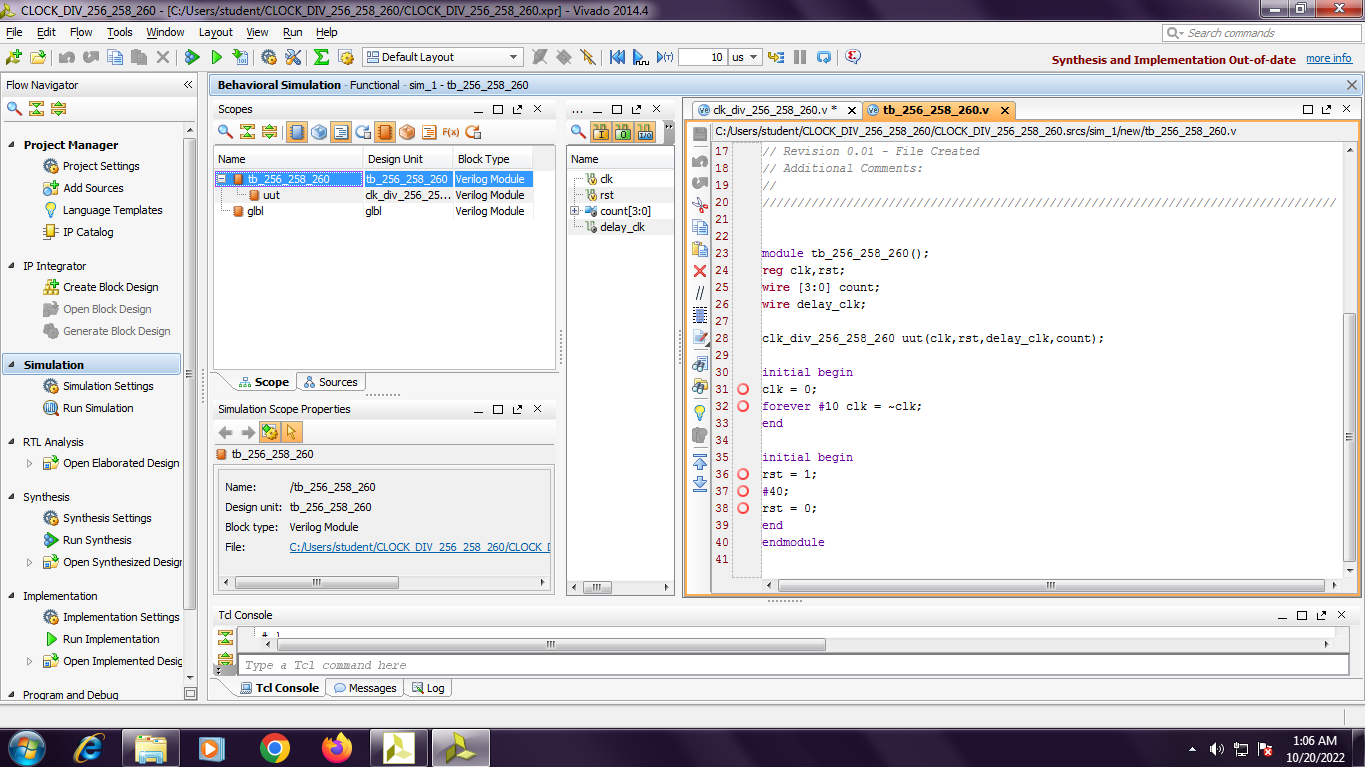 CLOCK_DIV_256_258_260 - [C:/Users/student/CLOCK_DIV_256_258_260/CLOCK_DIV_256_258_260.xpr] - Vivado 2014.4
File Edit Flow Tools Window Layout View Run Help
Search commands
Default Layout
10 us
Synthesis and Implementation Out-of-date more info
Flow Navigator
Project Manager
Project Settings
Add Sources
Language Templates
IP Catalog
IP Integrator
Create Block Design
Open Block Design
Generate Block Design
Simulation
Simulation Settings
Run Simulation
RTL Analysis
Open Elaborated Design
Synthesis
Synthesis Settings
Run Synthesis
Open Synthesized Design
Implementation
Implementation Settings
Run Implementation
Open Implemented Desig
Program and Debug
Behavioral Simulation - Functional - sim_1 - tb_256_258_260
Scopes
F(x)
Name Design Unit Block Type
tb_256_258_260 tb_256_258_260 Verilog Module
uut clk_div_256_25... Verilog Module
glbl glbl Verilog Module
Scope Sources
Simulation Scope Properties
tb_256_258_260
Name: /tb_256_258_260
Design unit: tb_256_258_260
Block type: Verilog Module
File: C:/Users/student/CLOCK_DIV_256_258_260/CLOCK_D
...
I O I/O
Name
clk
rst
count[3:0]
delay_clk
clk_div_256_258_260.v * tb_256_258_260.v
C:/Users/student/CLOCK_DIV_256_258_260/CLOCK_DIV_256_258_260.srcs/sim_1/new/tb_256_258_260.v
17 // Revision 0.01 - File Created
18 // Additional Comments:
19 //
20 //////////////////////////////////////////////////////////////////////////////////
21
22
23 module tb_256_258_260();
24 reg clk,rst;
25 wire [3:0] count;
26 wire delay_clk;
27
28 clk_div_256_258_260 uut(clk,rst,delay_clk,count);
29
30 initial begin
31 clk = 0;
32 forever #10 clk = ~clk;
33 end
34
35 initial begin
36 rst = 1;
37 #40;
38 rst = 0;
39 end
40 endmodule
41
Tcl Console
Type a Tcl command here
Tcl Console Messages Log
1:06 AM
10/20/2022